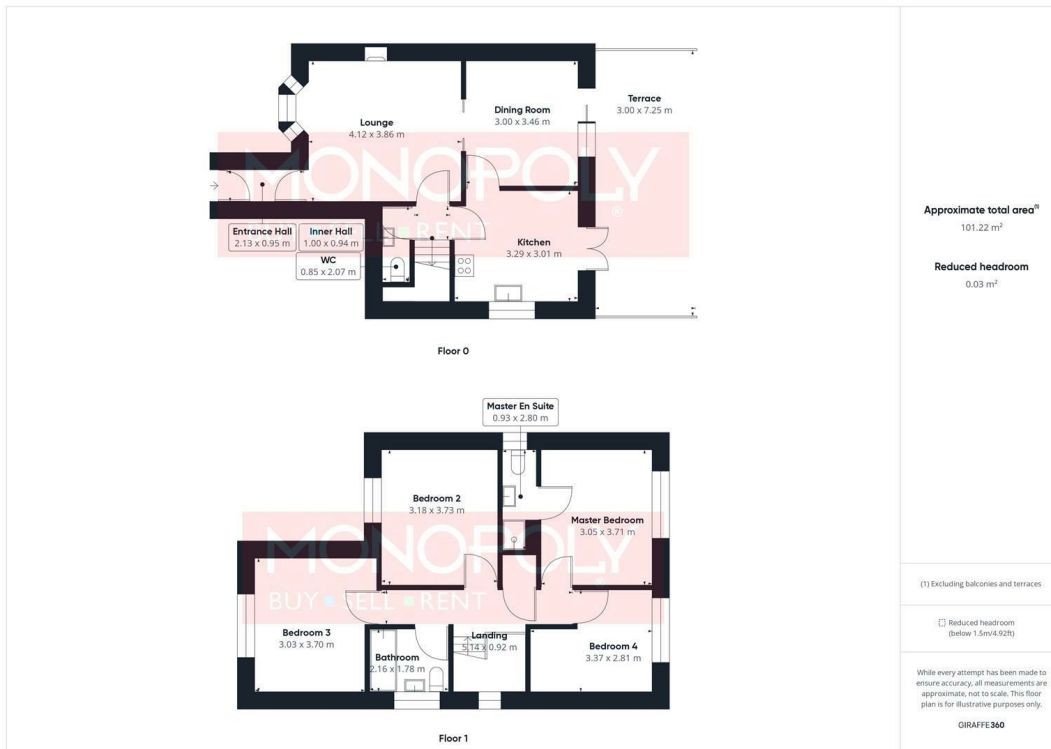 Lounge
4.12 x 3.86 m
Dining Room
3.00 x 3.46 m
Terrace
3.00 x 7.25 m
MONOPOLY
®
SELL ■ RENT
Entrance Hall
2.13 x 0.95 m
Inner Hall
1.00 x 0.94 m
WC
0.85 x 2.07 m
Kitchen
3.29 x 3.01 m
Floor 0
Master En Suite
0.93 x 2.80 m
Bedroom 2
3.18 x 3.73 m
Master Bedroom
3.05 x 3.71 m
MONOPOLY
®
BUY ■ SELL ■ RENT
Bedroom 3
3.03 x 3.70 m
Bathroom
2.16 x 1.78 m
Landing
5.14 x 0.92 m
Bedroom 4
3.37 x 2.81 m
Floor 1
Approximate total area(1)
101.22 m²
Reduced headroom
0.03 m²
(1) Excluding balconies and terraces
Reduced headroom
(below 1.5m/4.92ft)
While every attempt has been made to
ensure accuracy, all measurements are
approximate, not to scale. This floor
plan is for illustrative purposes only.
GIRAFFE360